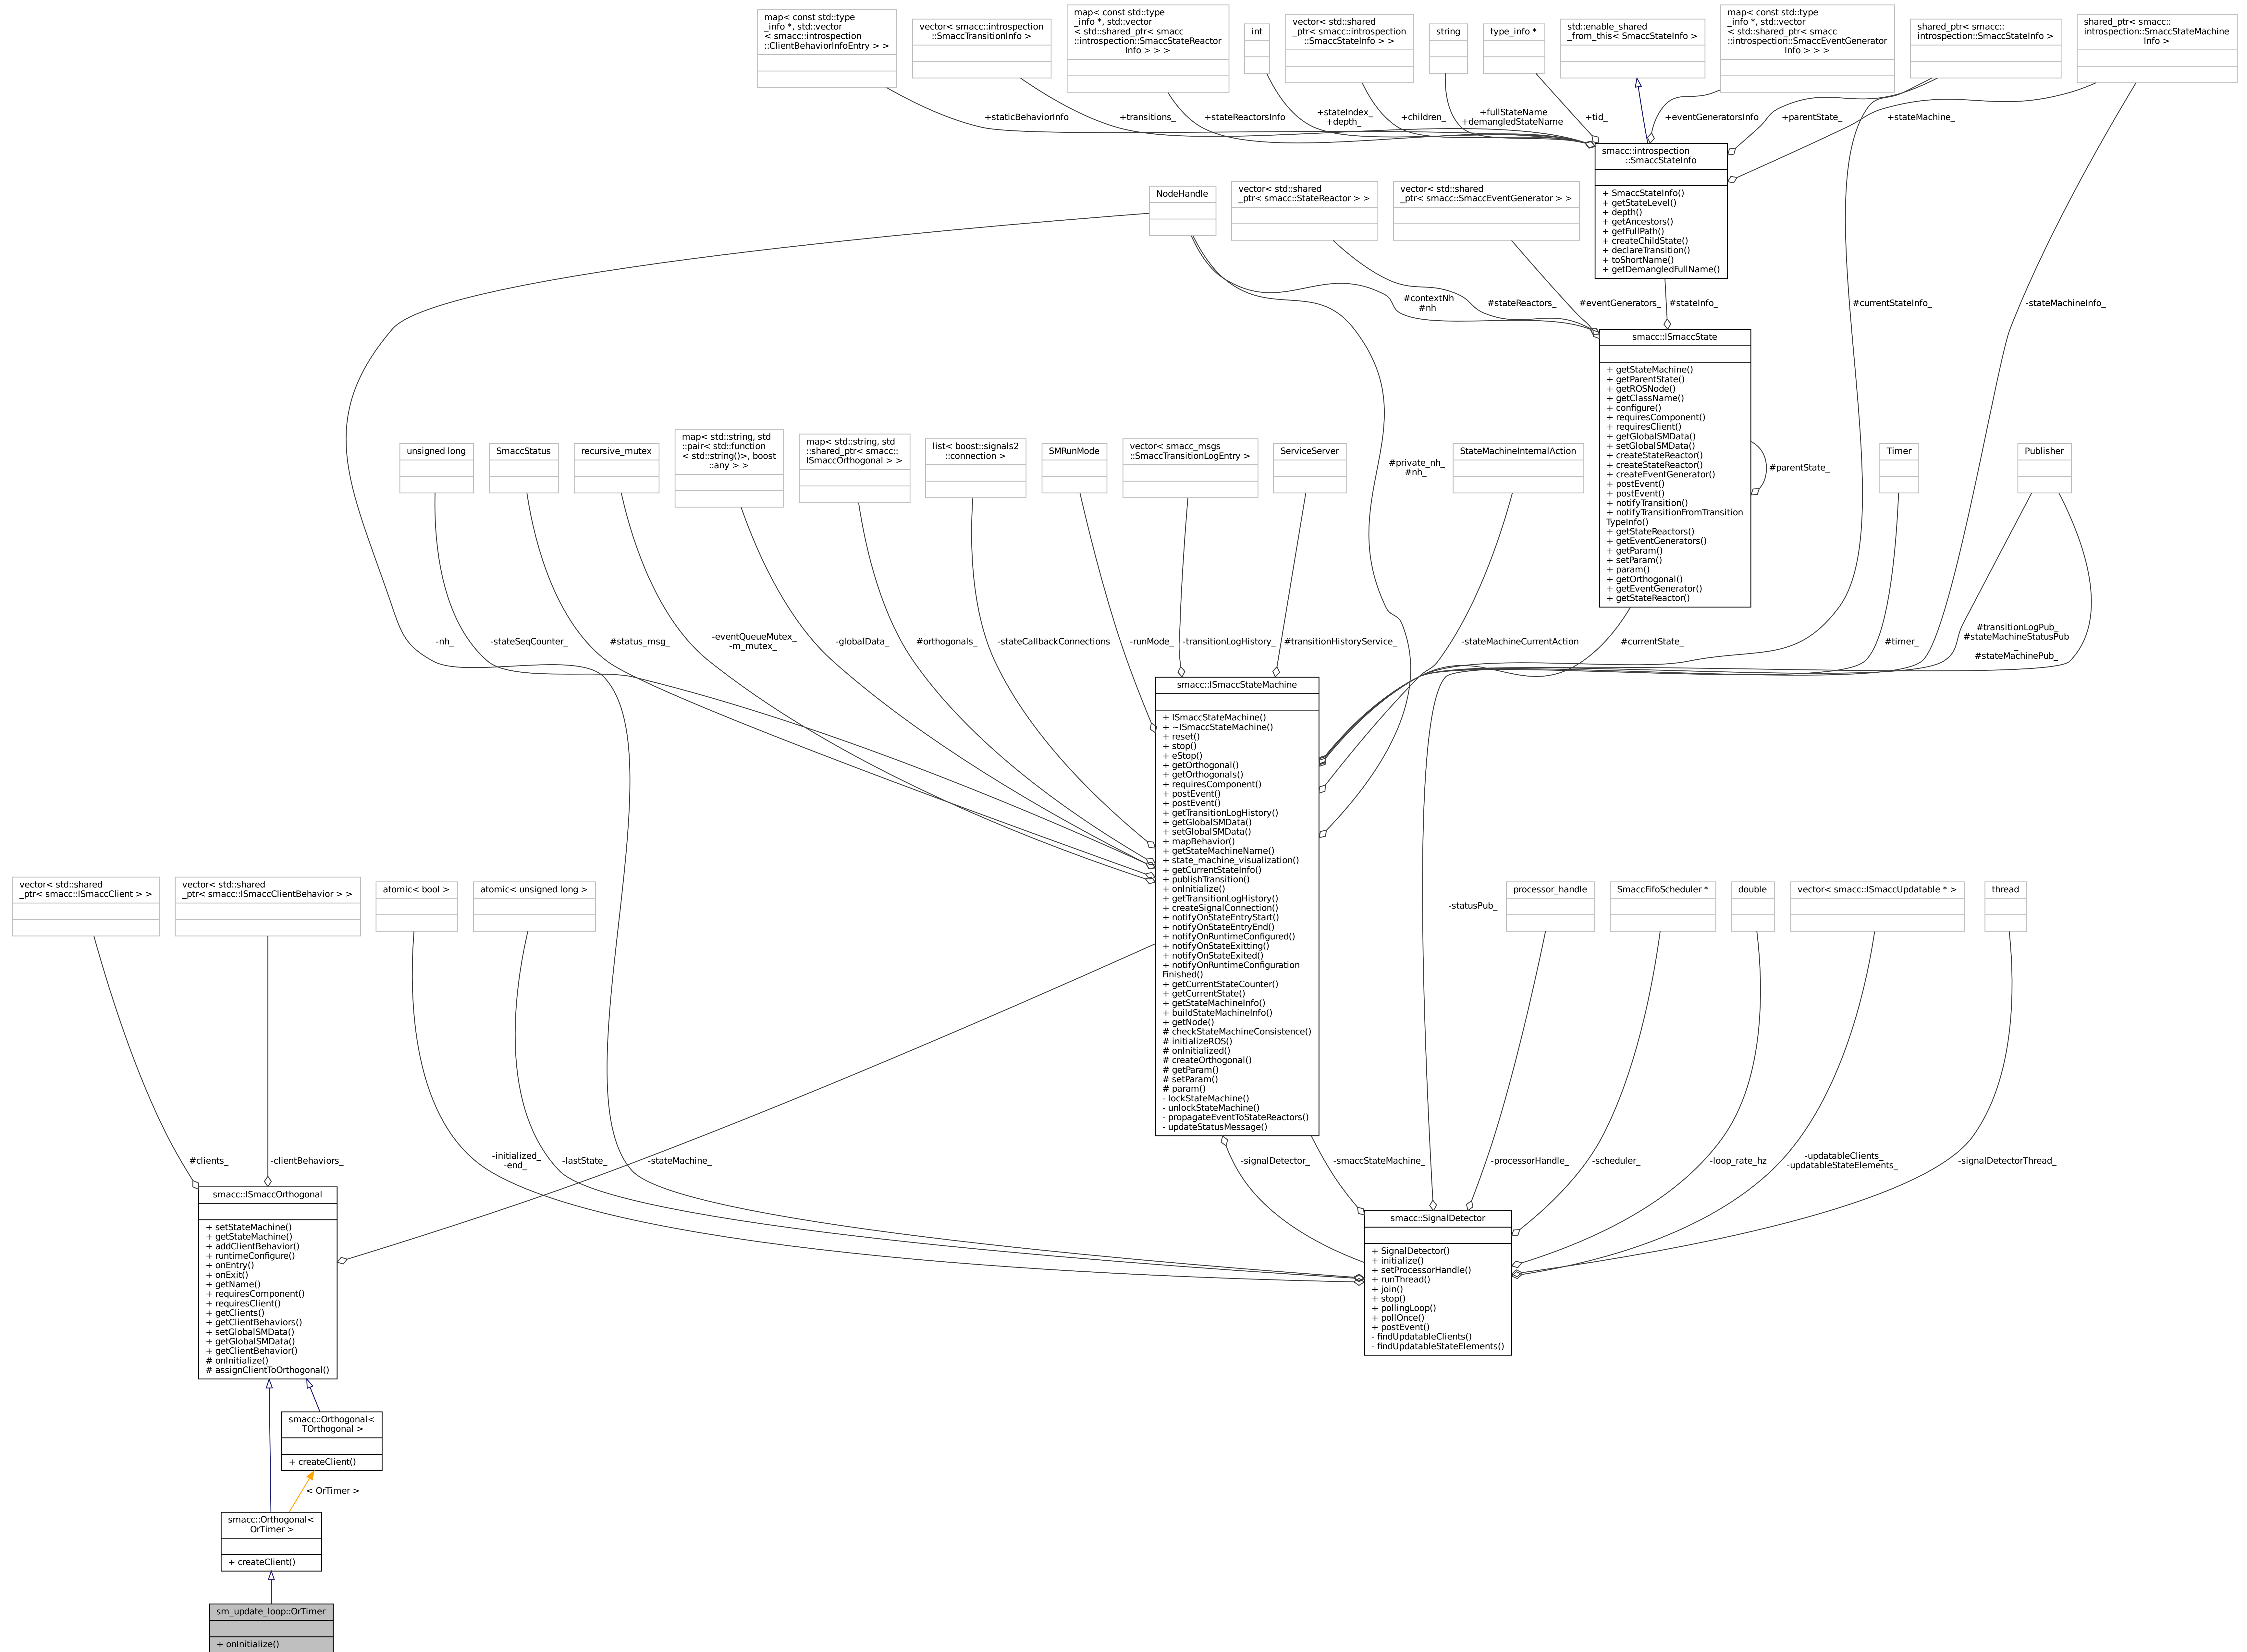 map< const std::type
_info *, std::vector
< smacc::introspection
::ClientBehaviorInfoEntry > >
vector< smacc::introspection
::SmaccTransitionInfo >
map< const std::type
_info *, std::vector
< std::shared_ptr< smacc
::introspection::SmaccStateReactor
Info > > >
int
vector< std::shared
_ptr< smacc::introspection
::SmaccStateInfo > >
string
type_info *
std::enable_shared
_from_this< SmaccStateInfo >
map< const std::type
_info *, std::vector
< std::shared_ptr< smacc
::introspection::SmaccEventGenerator
Info > > >
shared_ptr< smacc::
introspection::SmaccStateInfo >
shared_ptr< smacc::
introspection::SmaccStateMachine
Info >
+staticBehaviorInfo
+transitions_
+stateReactorsInfo
+stateIndex_
+depth_
+children_
+fullStateName
+demangledStateName
+tid_
+eventGeneratorsInfo
+parentState_
+stateMachine_
smacc::introspection
::SmaccStateInfo
+ SmaccStateInfo()
+ getStateLevel()
+ depth()
+ getAncestors()
+ getFullPath()
+ createChildState()
+ declareTransition()
+ toShortName()
+ getDemangledFullName()
NodeHandle
vector< std::shared
_ptr< smacc::StateReactor > >
vector< std::shared
_ptr< smacc::SmaccEventGenerator > >
#contextNh
#nh
#stateReactors_
#eventGenerators_
#stateInfo_
#currentStateInfo_
-stateMachineInfo_
smacc::ISmaccState
+ getStateMachine()
+ getParentState()
+ getROSNode()
+ getClassName()
+ configure()
+ requiresComponent()
+ requiresClient()
+ getGlobalSMData()
+ setGlobalSMData()
+ createStateReactor()
+ createStateReactor()
+ createEventGenerator()
+ postEvent()
+ postEvent()
+ notifyTransition()
+ notifyTransitionFromTransition
TypeInfo()
+ getStateReactors()
+ getEventGenerators()
+ getParam()
+ setParam()
+ param()
+ getOrthogonal()
+ getEventGenerator()
+ getStateReactor()
#parentState_
unsigned long
SmaccStatus
recursive_mutex
map< std::string, std
::pair< std::function
< std::string()>, boost
::any > >
map< std::string, std
::shared_ptr< smacc::
ISmaccOrthogonal > >
list< boost::signals2
::connection >
SMRunMode
vector< smacc_msgs
::SmaccTransitionLogEntry >
ServiceServer
#private_nh_
#nh_
StateMachineInternalAction
Timer
Publisher
-nh_
-stateSeqCounter_
#status_msg_
-eventQueueMutex_
-m_mutex_
-globalData_
#orthogonals_
-stateCallbackConnections
-runMode_
-transitionLogHistory_
#transitionHistoryService_
-stateMachineCurrentAction
#currentState_
#timer_
#transitionLogPub_
#stateMachineStatusPub
_
#stateMachinePub_
smacc::ISmaccStateMachine
+ ISmaccStateMachine()
+ ~ISmaccStateMachine()
+ reset()
+ stop()
+ eStop()
+ getOrthogonal()
+ getOrthogonals()
+ requiresComponent()
+ postEvent()
+ postEvent()
+ getTransitionLogHistory()
+ getGlobalSMData()
+ setGlobalSMData()
+ mapBehavior()
+ getStateMachineName()
+ state_machine_visualization()
+ getCurrentStateInfo()
+ publishTransition()
+ onInitialize()
+ getTransitionLogHistory()
+ createSignalConnection()
+ notifyOnStateEntryStart()
+ notifyOnStateEntryEnd()
+ notifyOnRuntimeConfigured()
+ notifyOnStateExitting()
+ notifyOnStateExited()
+ notifyOnRuntimeConfiguration
Finished()
+ getCurrentStateCounter()
+ getCurrentState()
+ getStateMachineInfo()
+ buildStateMachineInfo()
+ getNode()
# checkStateMachineConsistence()
# initializeROS()
# onInitialized()
# createOrthogonal()
# getParam()
# setParam()
# param()
- lockStateMachine()
- unlockStateMachine()
- propagateEventToStateReactors()
- updateStatusMessage()
vector< std::shared
_ptr< smacc::ISmaccClient > >
vector< std::shared
_ptr< smacc::ISmaccClientBehavior > >
atomic< bool >
atomic< unsigned long >
-statusPub_
processor_handle
SmaccFifoScheduler *
double
vector< smacc::ISmaccUpdatable * >
thread
#clients_
-clientBehaviors_
-initialized_
-end_
-lastState_
-stateMachine_
-signalDetector_
-smaccStateMachine_
-processorHandle_
-scheduler_
-loop_rate_hz
-updatableClients_
-updatableStateElements_
-signalDetectorThread_
smacc::ISmaccOrthogonal
+ setStateMachine()
+ getStateMachine()
+ addClientBehavior()
+ runtimeConfigure()
+ onEntry()
+ onExit()
+ getName()
+ requiresComponent()
+ requiresClient()
+ getClients()
+ getClientBehaviors()
+ setGlobalSMData()
+ getGlobalSMData()
+ getClientBehavior()
# onInitialize()
# assignClientToOrthogonal()
smacc::SignalDetector
+ SignalDetector()
+ initialize()
+ setProcessorHandle()
+ runThread()
+ join()
+ stop()
+ pollingLoop()
+ pollOnce()
+ postEvent()
- findUpdatableClients()
- findUpdatableStateElements()
smacc::Orthogonal<
TOrthogonal >
+ createClient()
< OrTimer >
smacc::Orthogonal<
OrTimer >
+ createClient()
sm_update_loop::OrTimer
+ onInitialize()